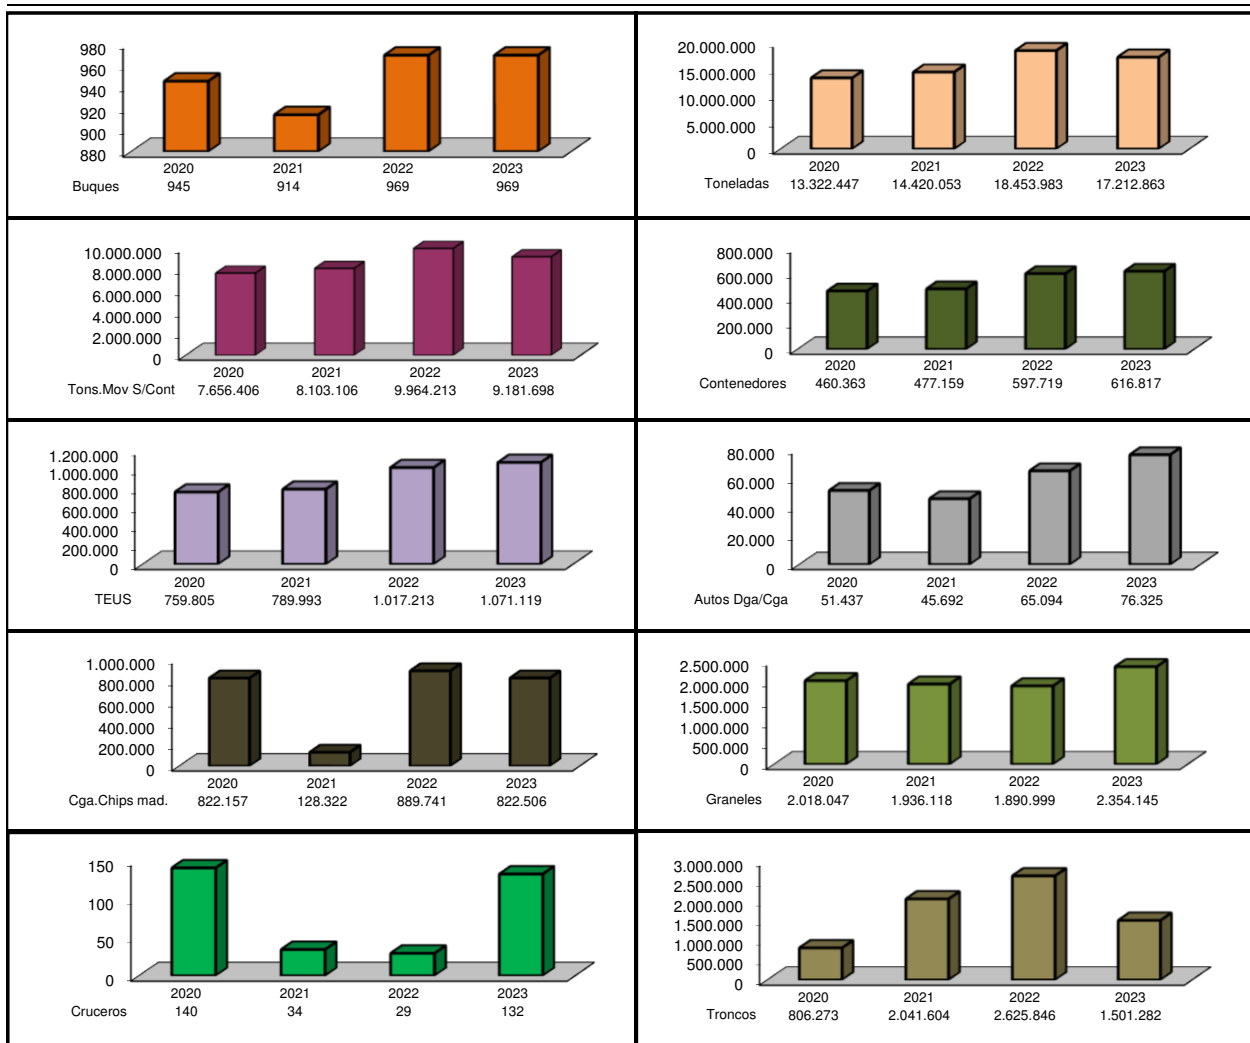 980
960
940
920
900
880
2020 2021 2022 2023
Buques 945 914 969 969
20.000.000
15.000.000
10.000.000
5.000.000
0
2020 2021 2022 2023
Toneladas 13.322.447 14.420.053 18.453.983 17.212.863
10.000.000
8.000.000
6.000.000
4.000.000
2.000.000
0
2020 2021 2022 2023
Tons.Mov S/Cont 7.656.406 8.103.106 9.964.213 9.181.698
800.000
600.000
400.000
200.000
0
2020 2021 2022 2023
Contenedores 460.363 477.159 597.719 616.817
1.200.000
1.000.000
800.000
600.000
400.000
200.000
0
2020 2021 2022 2023
TEUS 759.805 789.993 1.017.213 1.071.119
80.000
60.000
40.000
20.000
0
2020 2021 2022 2023
Autos Dga/Cga 51.437 45.692 65.094 76.325
1.000.000
800.000
600.000
400.000
200.000
0
2020 2021 2022 2023
Cga.Chips mad. 822.157 128.322 889.741 822.506
2.500.000
2.000.000
1.500.000
1.000.000
500.000
0
2020 2021 2022 2023
Graneles 2.018.047 1.936.118 1.890.999 2.354.145
150
100
50
0
2020 2021 2022 2023
Cruceros 140 34 29 132
3.000.000
2.500.000
2.000.000
1.500.000
1.000.000
500.000
0
2020 2021 2022 2023
Troncos 806.273 2.041.604 2.625.846 1.501.282